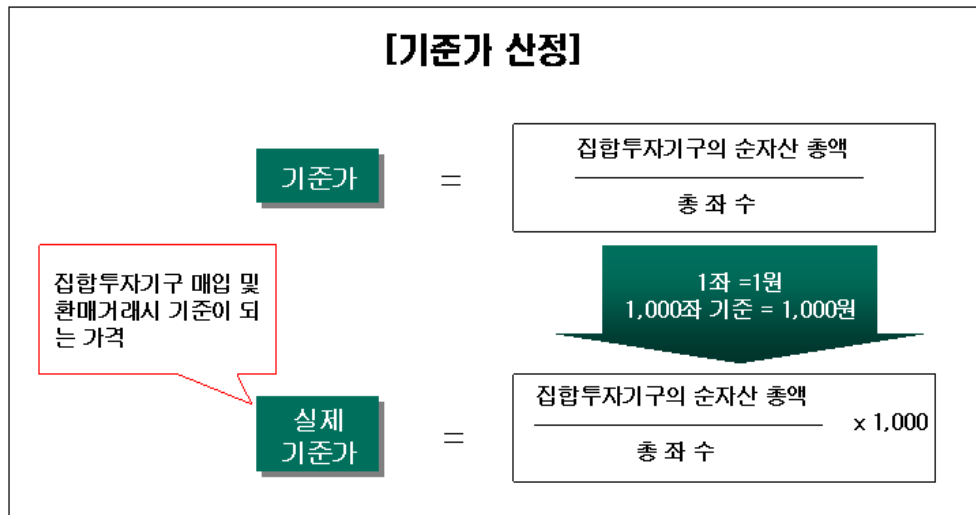 [기준가 산정]
기준가
=
집합투자기구의 순자산 총액
총 좌 수
집합투자기구 매입 및
환매거래시 기준이 되
는 가격
1좌 =1원
1,000좌 기준 = 1,000원
실제
기준가
=
집합투자기구의 순자산 총액
총 좌 수
x 1,000